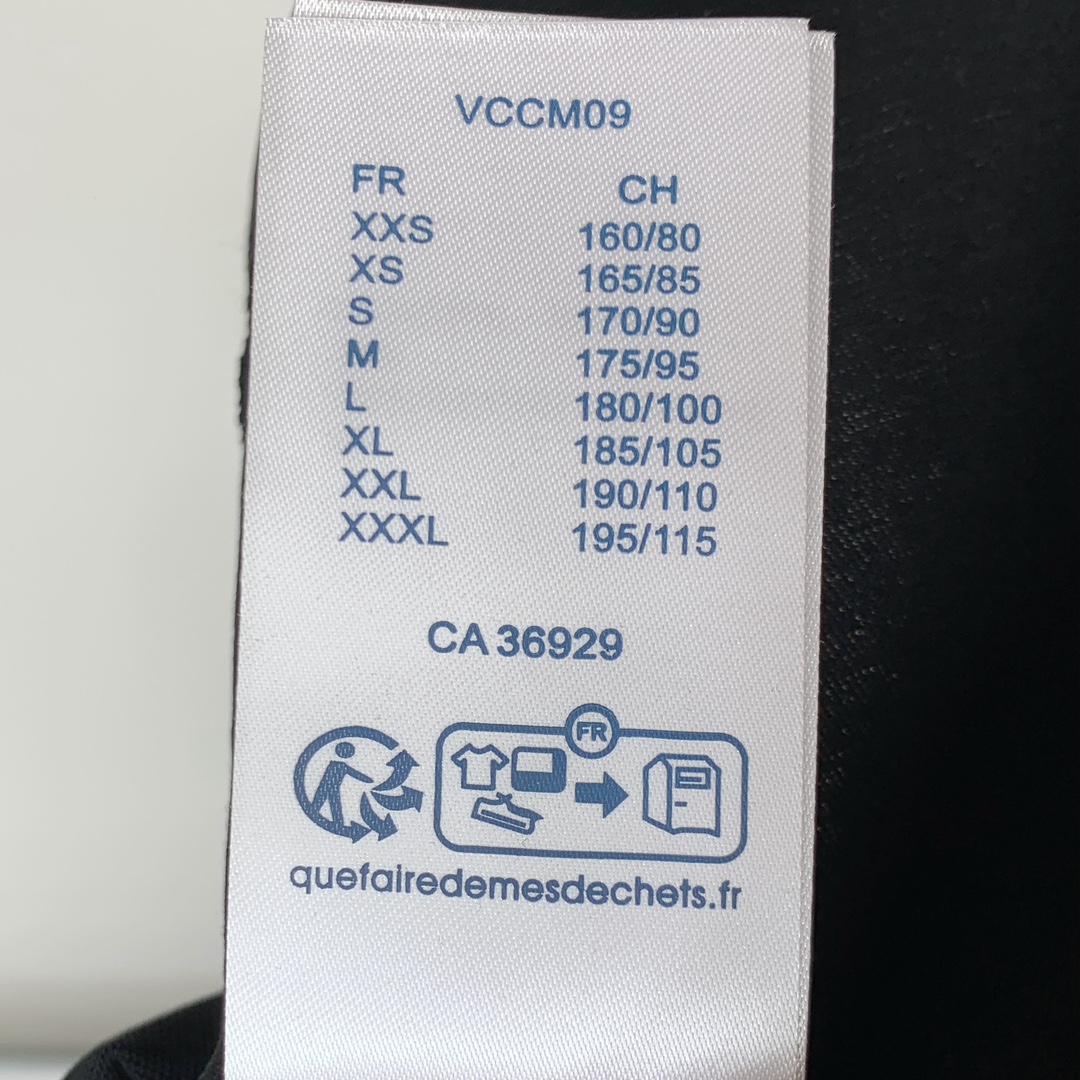 VCCM09
FR CH
XXS 160/80
XS 165/85
S 170/90
M 175/95
L 180/100
XL 185/105
XXL 190/110
XXXL 195/115
CA 36929
FR
quefairedemesdechets.fr